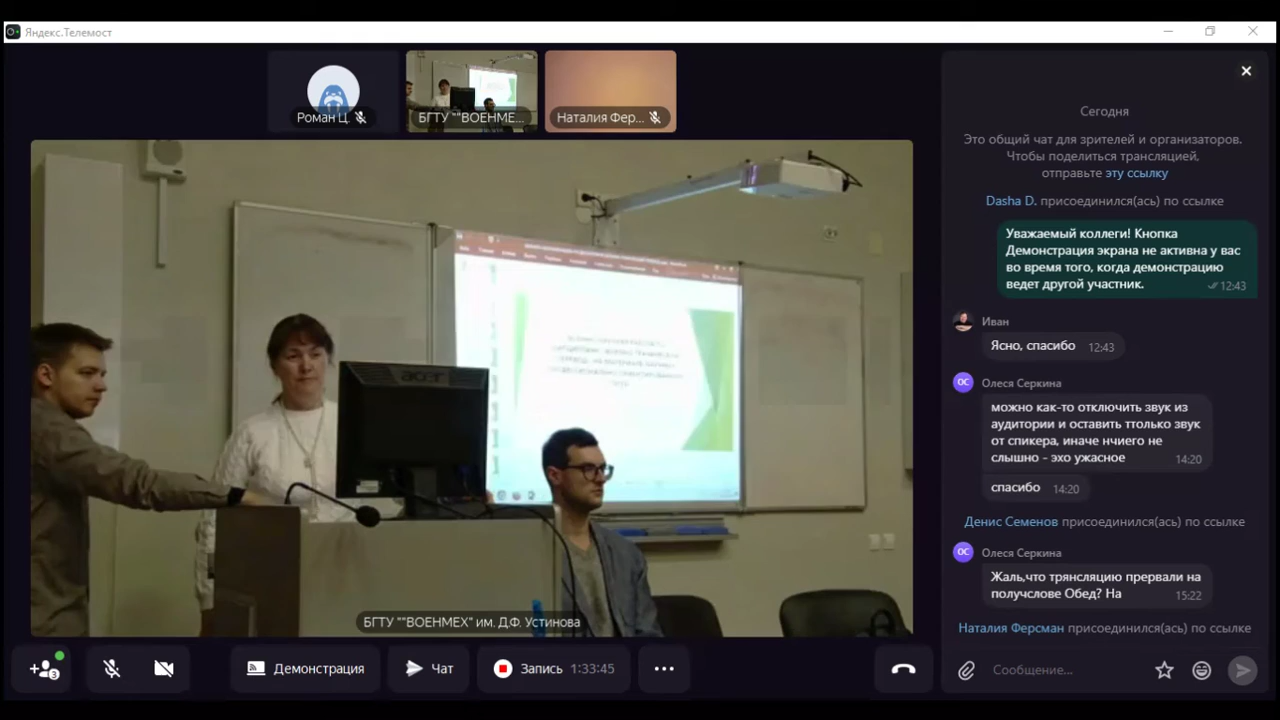 Яндекс.Телемост
Роман Ц.
БГТУ ""ВОЕНМЕ...
Наталия Фер...
Сегодня
Это общий чат для зрителей и организаторов.
Чтобы поделиться трансляцией,
отправьте эту ссылку
Dasha D. присоединился(ась) по ссылке
Уважаемый коллеги! Кнопка
Демонстрация экрана не активна у вас
во время того, когда демонстрацию
ведет другой участник.
12:43
Иван
Ясно, спасибо 12:43
ОС
Олеся Серкина
можно как-то отключить звук из
аудитории и оставить ттолько звук
от спикера, иначе нчиего не
слышно - эхо ужасное 14:20
спасибо 14:20
Денис Семенов присоединился(ась) по ссылке
ОС
Олеся Серкина
Жаль,что трянсляцию прервали на
получслове Обед? На 15:22
Наталия Ферсман присоединился(ась) по ссылке
acer
БГТУ ""ВОЕНМЕХ" им. Д.Ф. Устинова
3
Демонстрация
Чат
Запись 1:33:45
Сообщение...